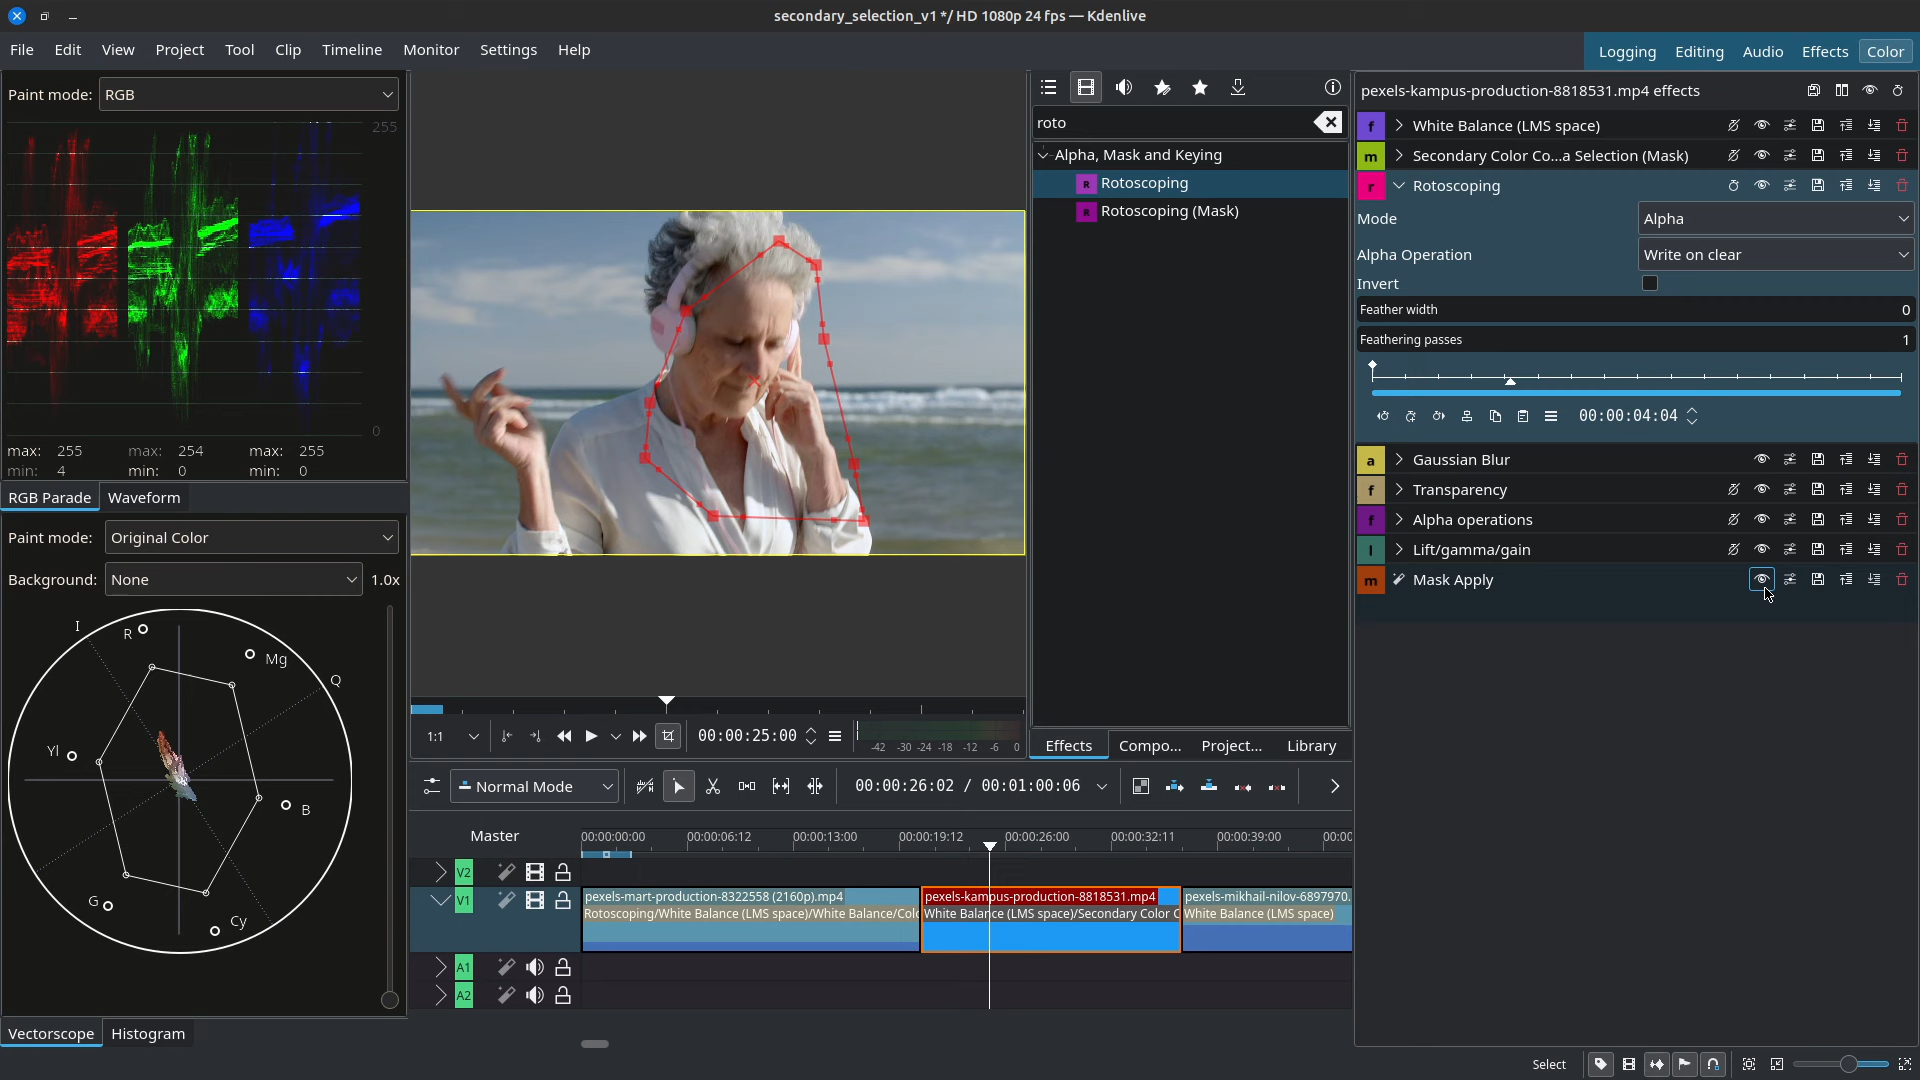 secondary_selection_v1 */ HD 1080p 24 fps — Kdenlive
File Edit View Project Tool Clip Timeline Monitor Settings Help
Logging Editing Audio Effects Color
Paint mode: RGB
255
0
max: 255 max: 254 max: 255
min: 4 min: 0 min: 0
RGB Parade Waveform
Paint mode: Original Color
Background: None 1.0x
I R Mg Q Yl B G Cy
Vectorscope Histogram
1:1 00:00:25:00 -42 -30 -24 -18 -12 -6 0
roto
Alpha, Mask and Keying
R Rotoscoping
R Rotoscoping (Mask)
Effects Compo... Project... Library
pexels-kampus-production-8818531.mp4 effects
f White Balance (LMS space)
m Secondary Color Co...a Selection (Mask)
r Rotoscoping
Mode Alpha
Alpha Operation Write on clear
Invert
Feather width 0
Feathering passes 1
00:00:04:04
a Gaussian Blur
f Transparency
f Alpha operations
l Lift/gamma/gain
m Mask Apply
Normal Mode 00:00:26:02 / 00:01:00:06
Master 00:00:00:00 00:00:06:12 00:00:13:00 00:00:19:12 00:00:26:00 00:00:32:11 00:00:39:00 00:00
V2
V1 pexels-mart-production-8322558 (2160p).mp4 pexels-kampus-production-8818531.mp4 pexels-mikhail-nilov-6897970.
Rotoscoping/White Balance (LMS space)/White Balance/Colo White Balance (LMS space)/Secondary Color C White Balance (LMS space)
A1
A2
Select